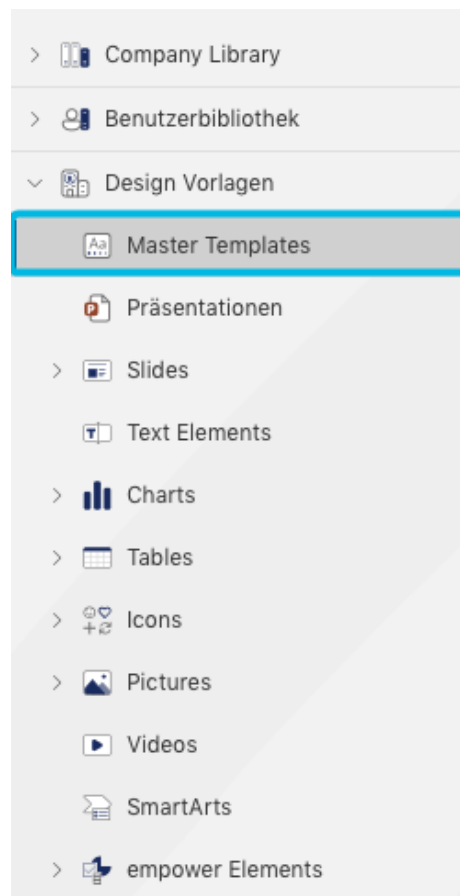 Company Library
Benutzerbibliothek
Design Vorlagen
Aa
Master Templates
P
Präsentationen
Slides
T
Text Elements
Charts
Tables
Icons
Pictures
Videos
SmartArts
empower Elements